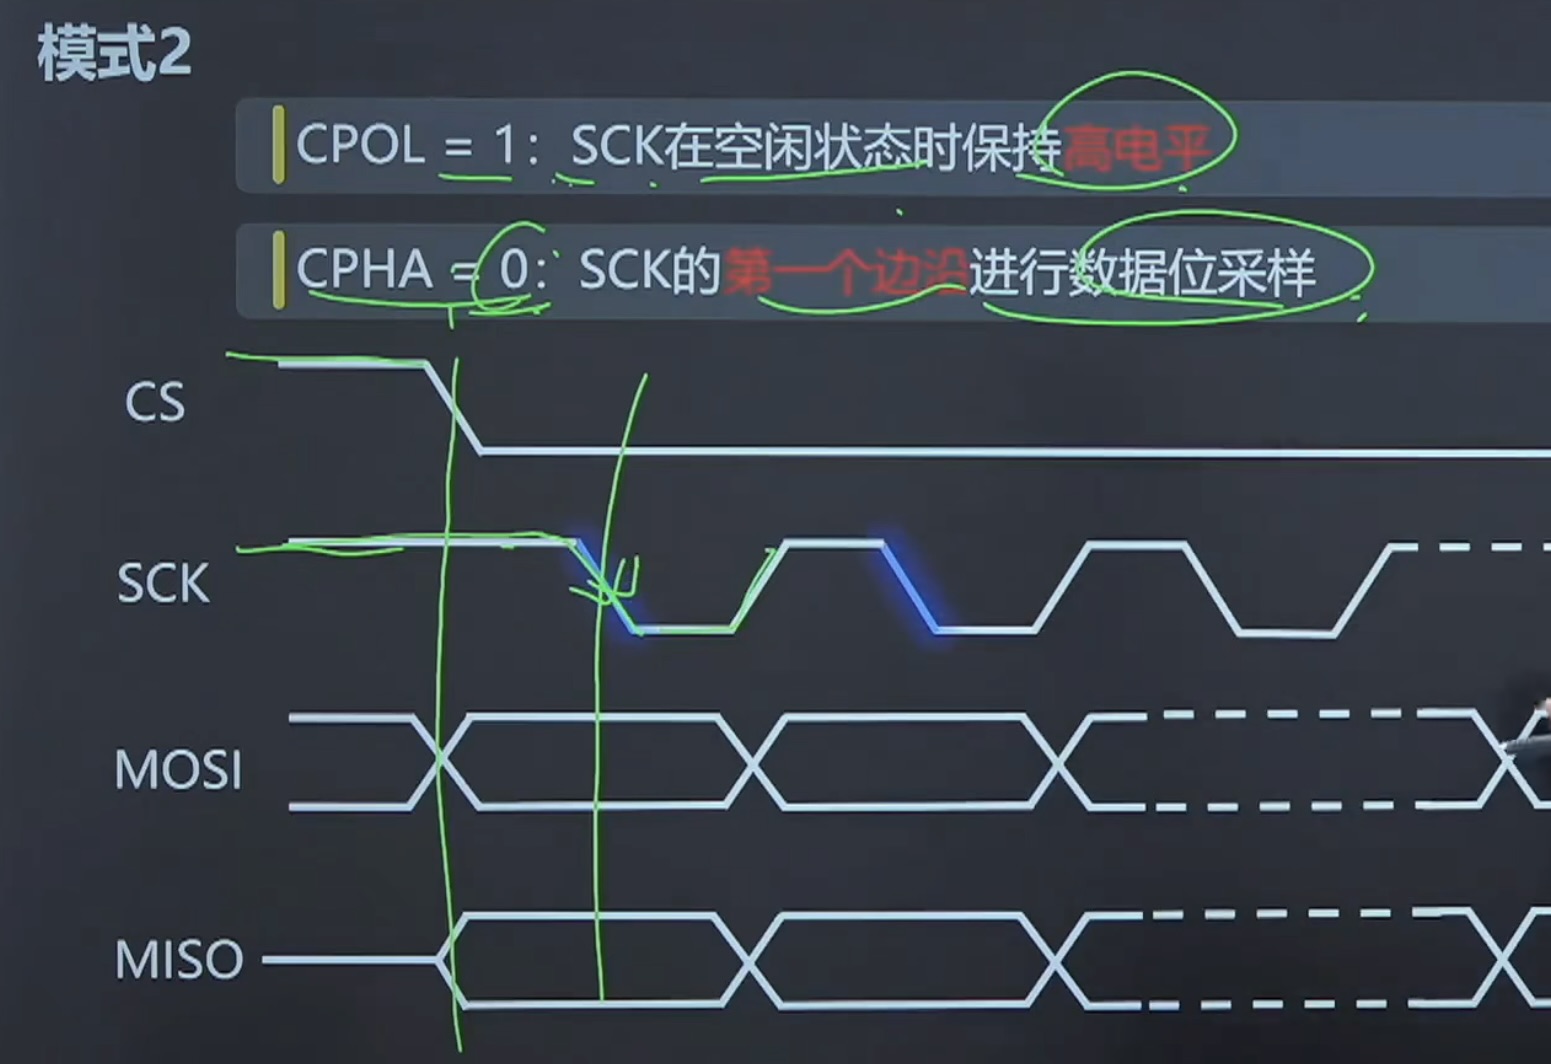 模式2
CPOL = 1：SCK在空闲状态时保持高电平
CPHA = 0：SCK的第一个边沿进行数据位采样
CS
SCK
MOSI
MISO